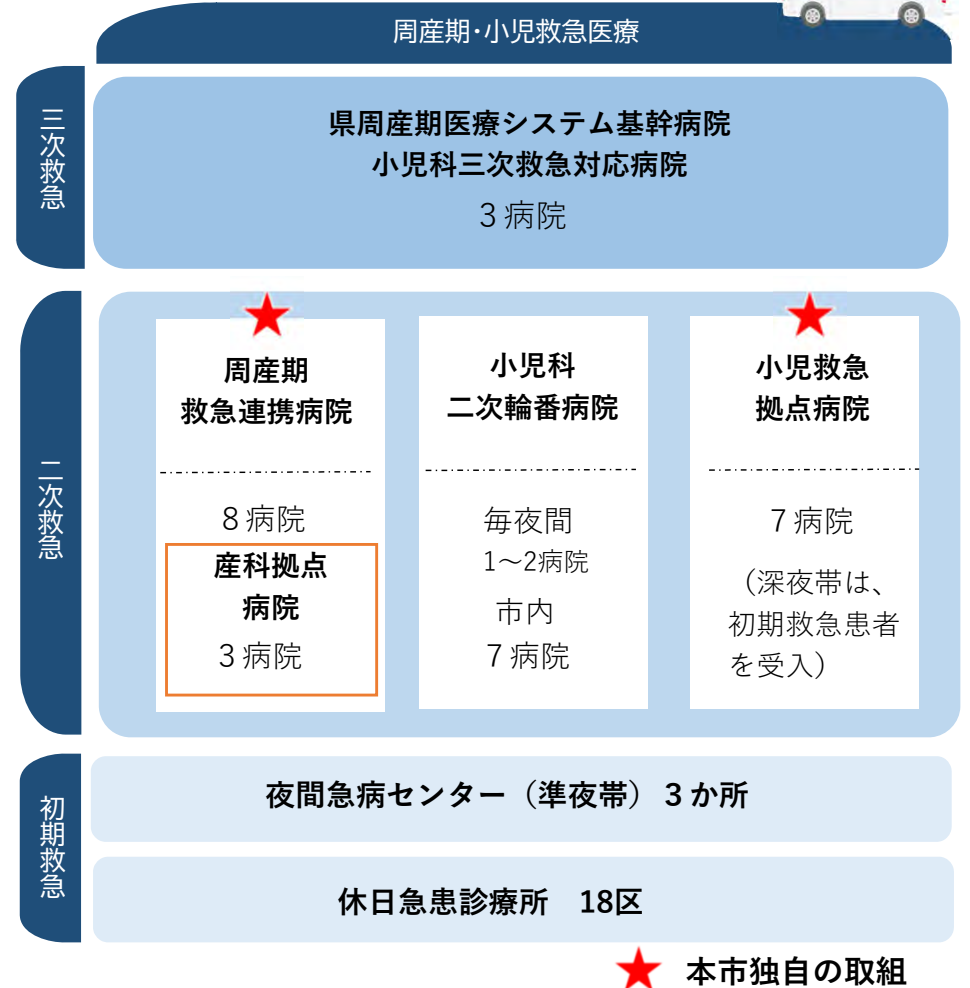 周産期・小児救急医療
三次救急
県周産期医療システム基幹病院
小児科三次救急対応病院
３病院
二次救急
周産期
救急連携病院
８病院
産科拠点
病院
３病院
小児科
二次輪番病院
毎夜間
1～2病院
市内
７病院
小児救急
拠点病院
７病院
（深夜帯は、
初期救急患者
を受入）
初期救急
夜間急病センター（準夜帯）３か所
休日急患診療所　18区
★ 本市独自の取組